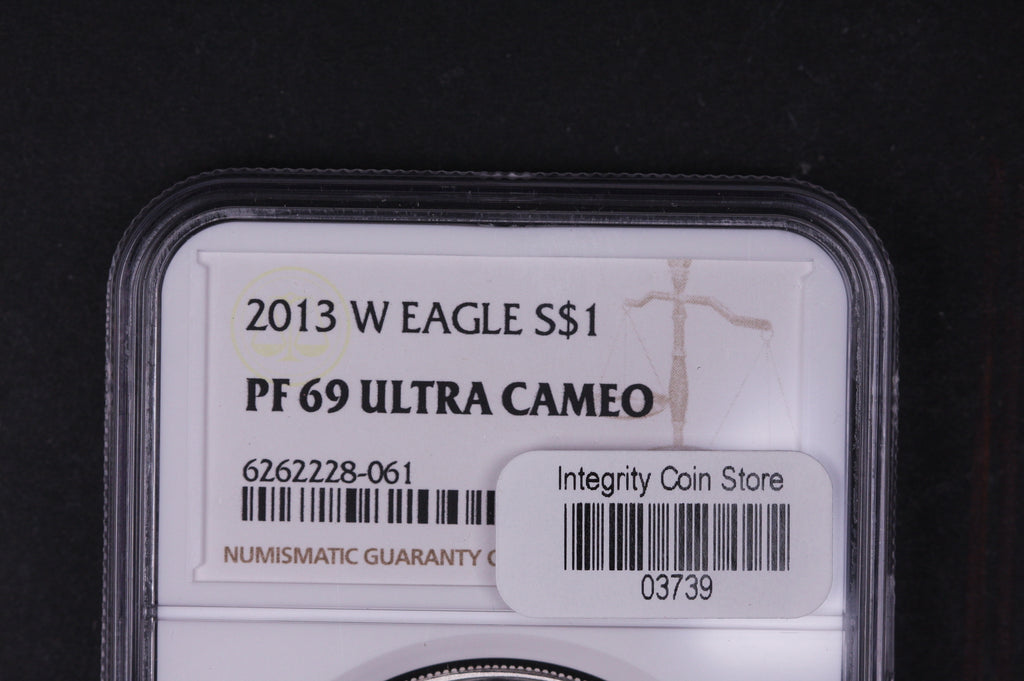 2013 W EAGLE S$1
PF 69 ULTRA CAMEO
6262228-061
NUMISMATIC GUARANTY
Integrity Coin Store
03739